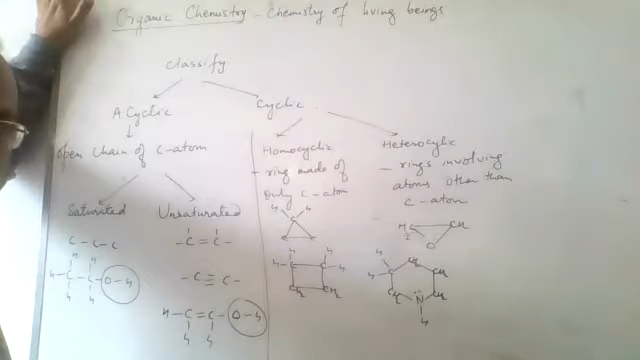 Organic Chemistry - Chemistry of living beings
Classify
A Cyclic
Cyclic
Open Chain of C-atom
Homocyclic
- ring made of
only C-atom
Heterocyclic
- rings involving
atoms other than
C-atom
Saturated
Unsaturated
C - C - C
-C=C-
H-C-C-O-H
-C≡C-
H-C=C-O-H